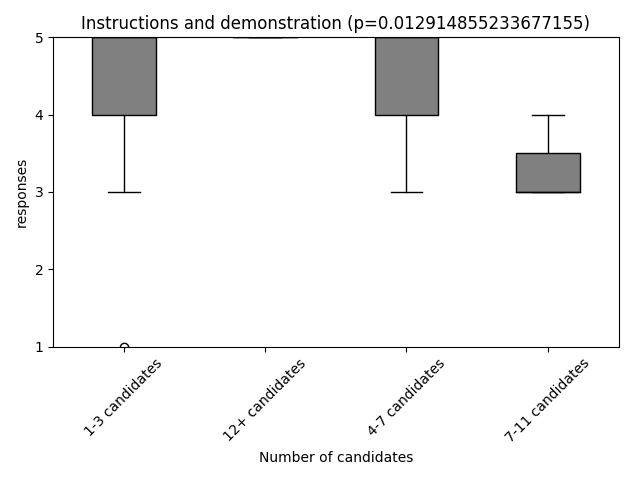 Instructions and demonstration (p=0.012914855233677155)
5
4
3
2
1
responses
1-3 candidates
12+ candidates
4-7 candidates
7-11 candidates
Number of candidates